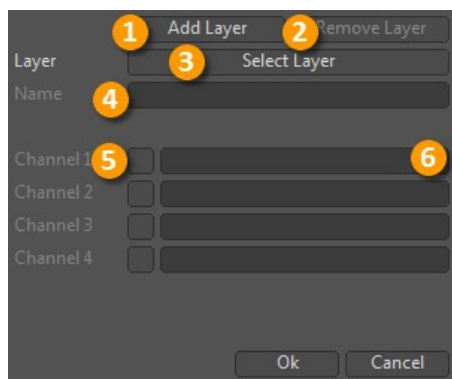 1 Add Layer 2 Remove Layer
Layer 3 Select Layer
Name 4
Channel 1 5 6
Channel 2
Channel 3
Channel 4
Ok Cancel